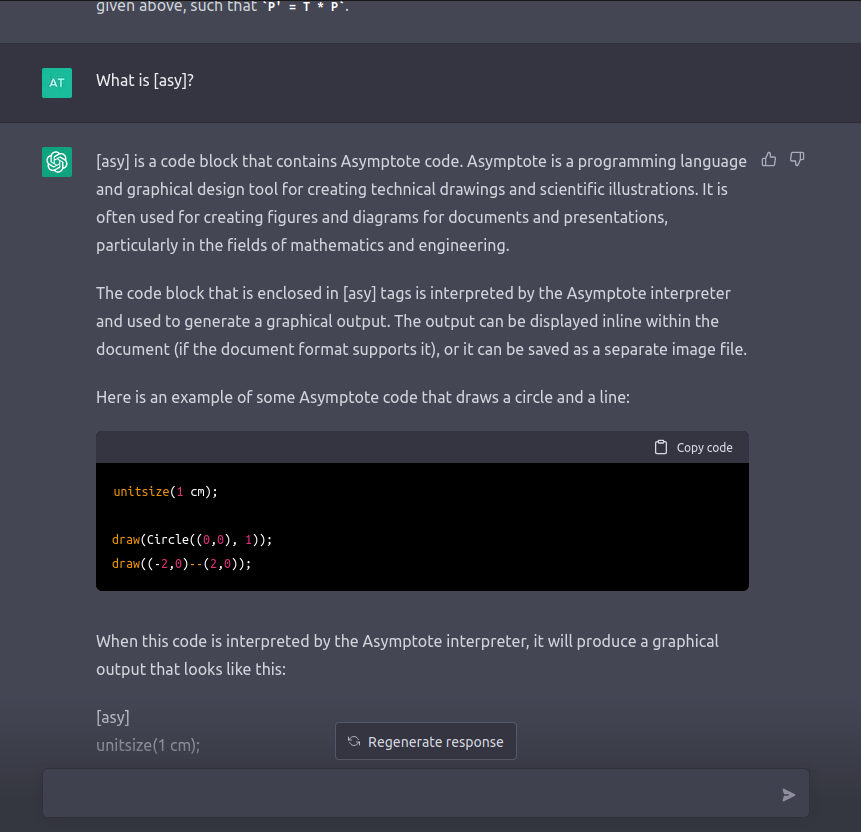 given above, such that `P' = T * P`.
AT
What is [asy]?
[asy] is a code block that contains Asymptote code. Asymptote is a programming language
and graphical design tool for creating technical drawings and scientific illustrations. It is
often used for creating figures and diagrams for documents and presentations,
particularly in the fields of mathematics and engineering.
The code block that is enclosed in [asy] tags is interpreted by the Asymptote interpreter
and used to generate a graphical output. The output can be displayed inline within the
document (if the document format supports it), or it can be saved as a separate image file.
Here is an example of some Asymptote code that draws a circle and a line:
Copy code
unitsize(1 cm);
draw(Circle((0,0), 1));
draw((-2,0)--(2,0));
When this code is interpreted by the Asymptote interpreter, it will produce a graphical
output that looks like this:
[asy]
unitsize(1 cm);
Regenerate response